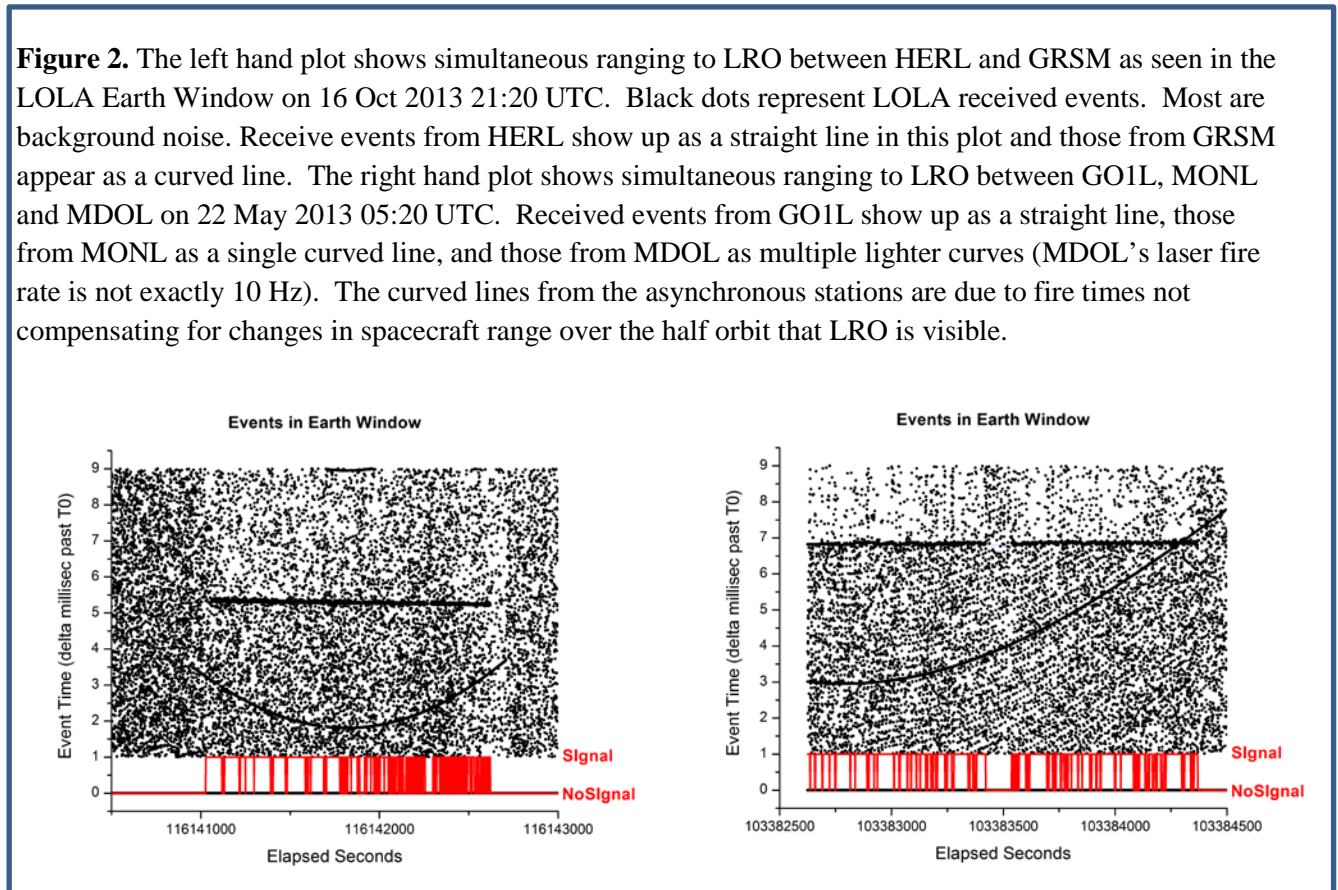 Figure 2. The left hand plot shows simultaneous ranging to LRO between HERL and GRSM as seen in the
LOLA Earth Window on 16 Oct 2013 21:20 UTC. Black dots represent LOLA received events. Most are
background noise. Receive events from HERL show up as a straight line in this plot and those from GRSM
appear as a curved line. The right hand plot shows simultaneous ranging to LRO between GO1L, MONL
and MDOL on 22 May 2013 05:20 UTC. Received events from GO1L show up as a straight line, those
from MONL as a single curved line, and those from MDOL as multiple lighter curves (MDOL's laser fire
rate is not exactly 10 Hz). The curved lines from the asynchronous stations are due to fire times not
compensating for changes in spacecraft range over the half orbit that LRO is visible.
Events in Earth Window
Event Time (delta millisec past T0)
9
8
7
6
5
4
3
2
1
0
SIgnal
NoSIgnal
116141000
116142000
116143000
Elapsed Seconds
Events in Earth Window
Event Time (delta millisec past T0)
9
8
7
6
5
4
3
2
1
0
SIgnal
NoSIgnal
103382500
103383000
103383500
103384000
103384500
Elapsed Seconds